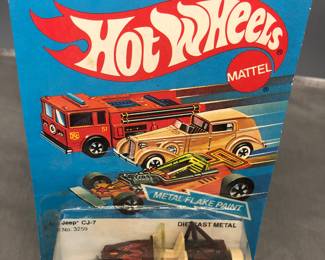 HOT WHEELS
MATTEL
METAL FLAKE PAINT
Jeep CJ-7
No. 3259
DIE CAST METAL